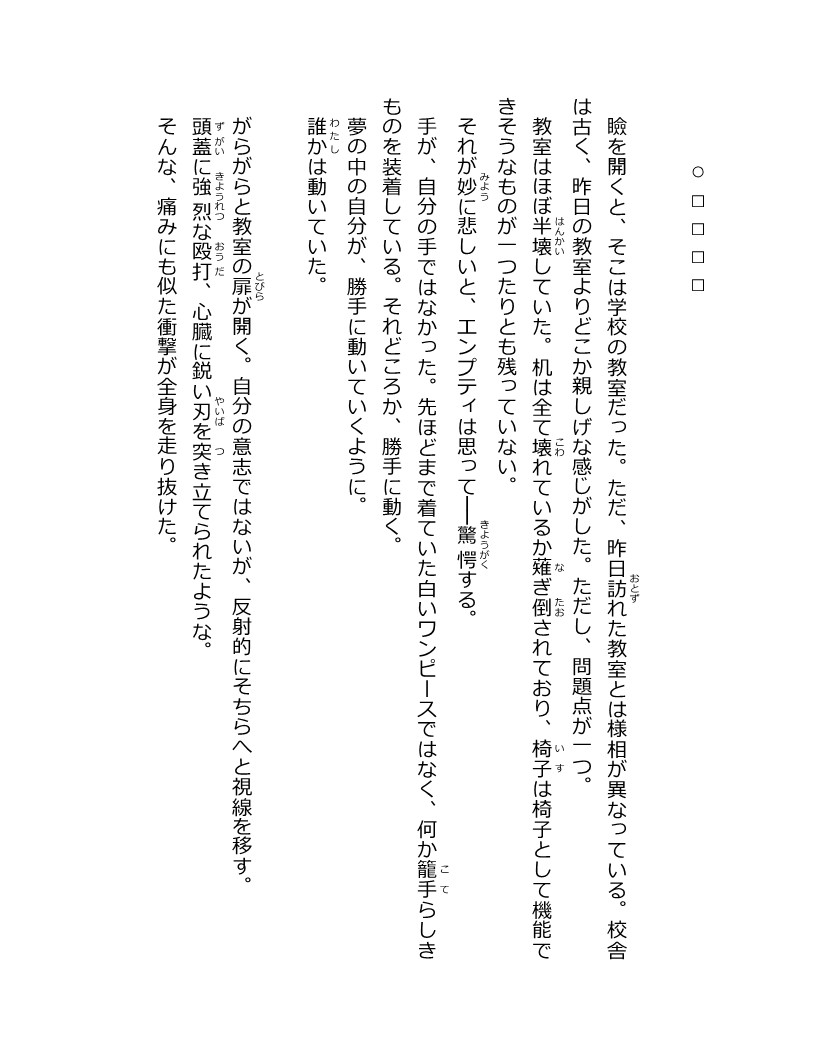 ○□□□□
瞼を開くと、そこは学校の教室だった。ただ、昨日訪れた教室とは様相が異なっている。校舎
は古く、昨日の教室よりどこか親しげな感じがした。ただし、問題点が一つ。
教室はほぼ半壊していた。机は全て壊れているか薙ぎ倒されており、椅子は椅子として機能で
きそうなものが一つたりとも残っていない。
それが妙に悲しいと、エンプティは思って――驚愕する。
手が、自分の手ではなかった。先ほどまで着ていた白いワンピースではなく、何か籠手らしき
ものを装着している。それどころか、勝手に動く。
夢の中の自分が、勝手に動いていくように。
誰かは動いていた。
がらがらと教室の扉が開く。自分の意志ではないが、反射的にそちらへと視線を移す。
頭蓋に強烈な殴打、心臓に鋭い刃を突き立てられたような。
そんな、痛みにも似た衝撃が全身を走り抜けた。